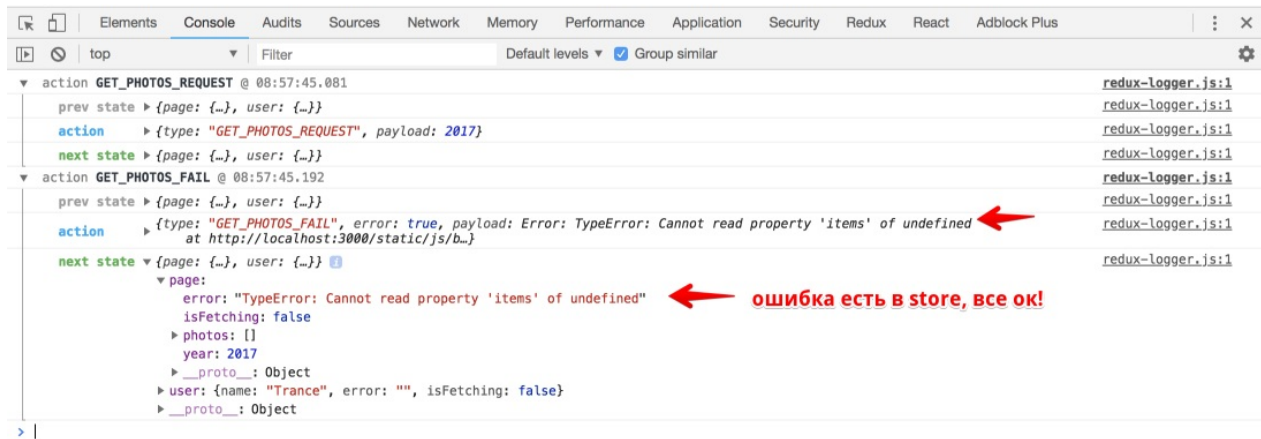 Elements Console Audits Sources Network Memory Performance Application Security Redux React Adblock Plus
top Filter Default levels Group similar
action GET_PHOTOS_REQUEST @ 08:57:45.081 redux-logger.js:1
prev state {page: {…}, user: {…}} redux-logger.js:1
action {type: "GET_PHOTOS_REQUEST", payload: 2017} redux-logger.js:1
next state {page: {…}, user: {…}} redux-logger.js:1
action GET_PHOTOS_FAIL @ 08:57:45.192 redux-logger.js:1
prev state {page: {…}, user: {…}} redux-logger.js:1
action {type: "GET_PHOTOS_FAIL", error: true, payload: Error: TypeError: Cannot read property 'items' of undefined redux-logger.js:1
at http://localhost:3000/static/js/b…}
next state {page: {…}, user: {…}} i redux-logger.js:1
page:
error: "TypeError: Cannot read property 'items' of undefined" ошибка есть в store, все ок!
isFetching: false
photos: []
year: 2017
__proto__: Object
user: {name: "Trance", error: "", isFetching: false}
__proto__: Object